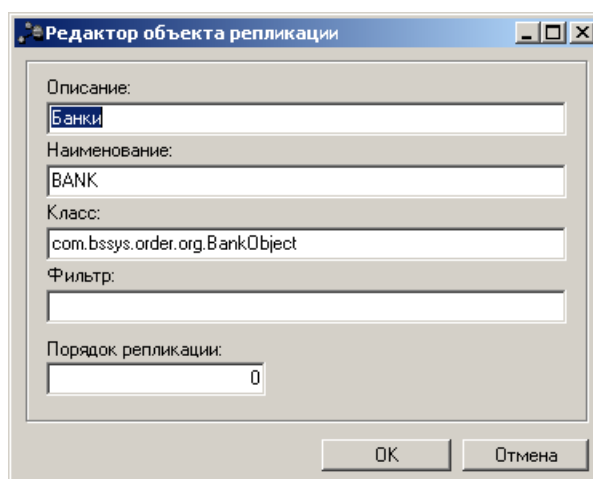 Редактор объекта репликации
Описание:
Банки
Наименование:
BANK
Класс:
com.bssys.order.org.BankObject
Фильтр:
Порядок репликации:
0
OK Отмена